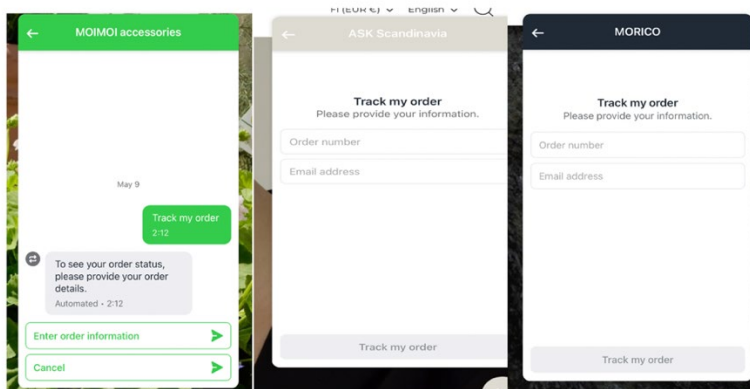 MOIMOI accessories
May 9
Track my order
2:12
To see your order status,
please provide your order
details.
Automated • 2:12
Enter order information
Cancel
FI (EUR €) English
ASK Scandinavia
Track my order
Please provide your information.
Order number
Email address
Track my order
MORICO
Track my order
Please provide your information.
Order number
Email address
Track my order